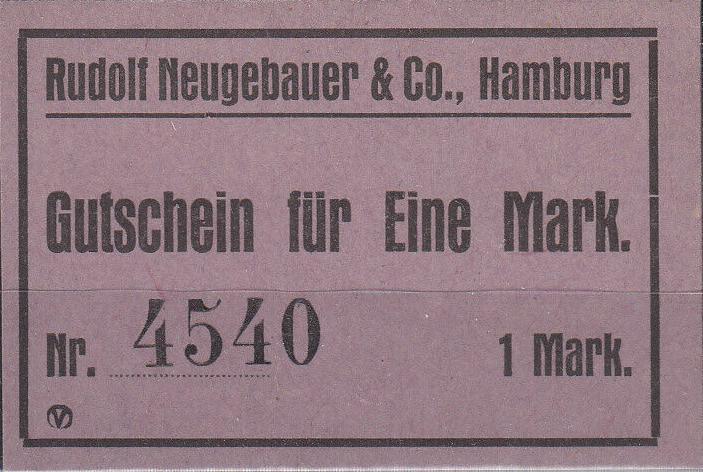 Rudolf Neugebauer & Co., Hamburg
Gutschein für Eine Mark.
Nr. 4540 1 Mark.
V